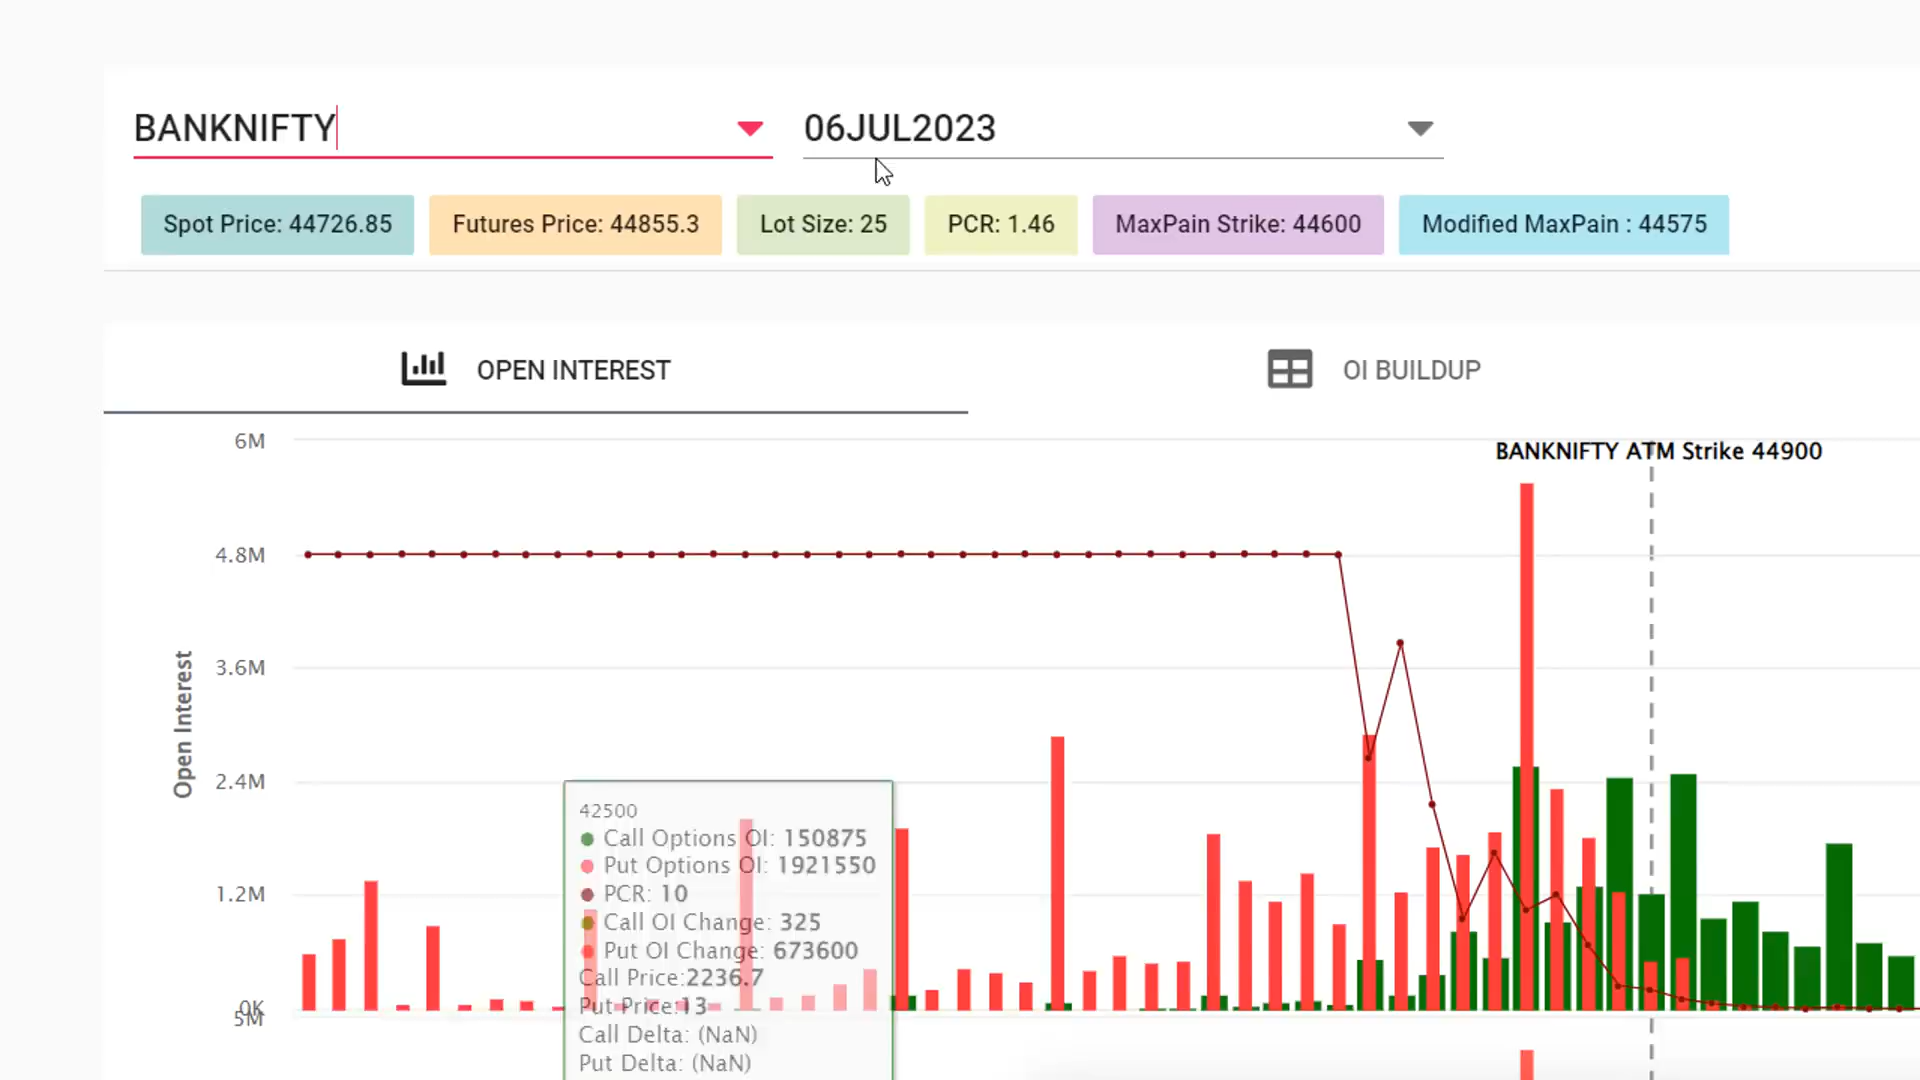 BANKNIFTY
06JUL2023
Spot Price: 44726.85
Futures Price: 44855.3
Lot Size: 25
PCR: 1.46
MaxPain Strike: 44600
Modified MaxPain : 44575
OPEN INTEREST
OI BUILDUP
6M
BANKNIFTY ATM Strike 44900
4.8M
3.6M
Open Interest
2.4M
1.2M
0K
5M
42500
Call Options OI: 150875
Put Options OI: 1921550
PCR: 10
Call OI Change: 325
Put OI Change: 673600
Call Price:2236.7
Put Price:13
Call Delta: (NaN)
Put Delta: (NaN)